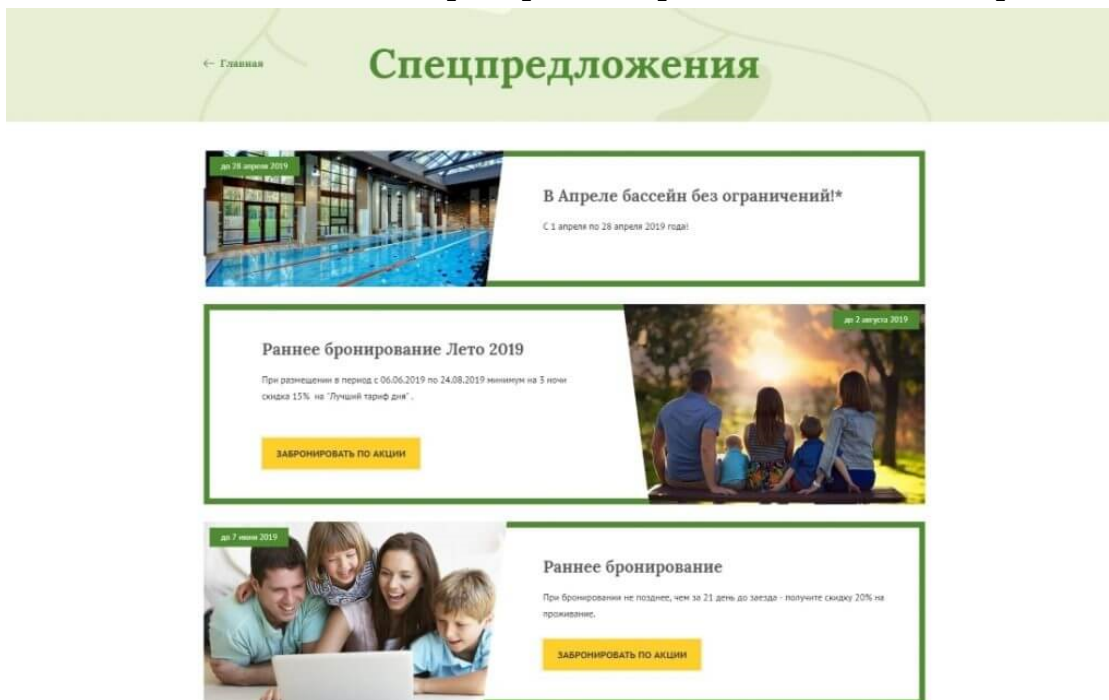 ← Главная
Спецпредложения
до 28 апреля 2019
В Апреле бассейн без ограничений!*
С 1 апреля по 28 апреля 2019 года!
до 2 августа 2019
Раннее бронирование Лето 2019
При размещении в период с 06.06.2019 по 24.08.2019 минимум на 3 ночи
скидка 15% на "Лучший тариф дня" .
ЗАБРОНИРОВАТЬ ПО АКЦИИ
до 7 июня 2019
Раннее бронирование
При бронировании не позднее, чем за 21 день до заезда - получите скидку 20% на
проживание.
ЗАБРОНИРОВАТЬ ПО АКЦИИ